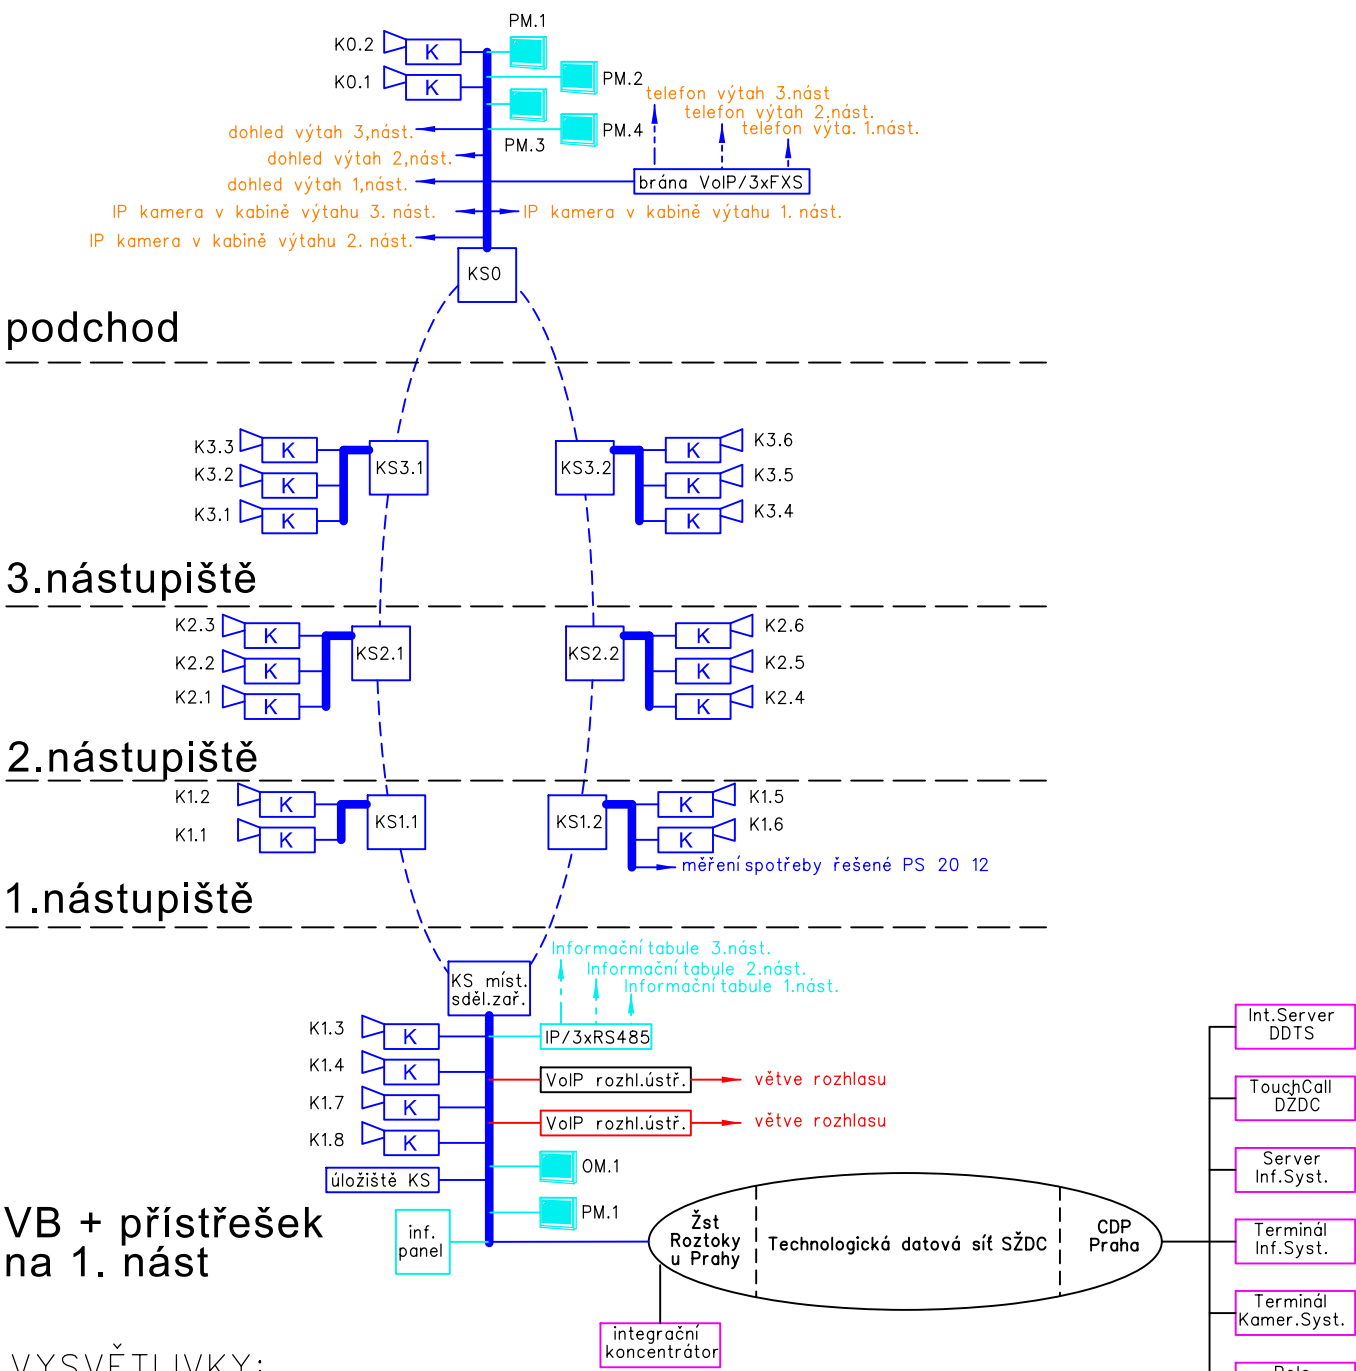 PM.1
K0.2
K
K0.1
K
PM.2
telefon výtah 3.nást
telefon výtah 2.nást.
telefon výta. 1.nást.
dohled výtah 3,nást.
PM.3
PM.4
dohled výtah 2,nást.
dohled výtah 1,nást.
brána VoIP/3xFXS
IP kamera v kabině výtahu 3. nást.
IP kamera v kabině výtahu 1. nást.
IP kamera v kabině výtahu 2. nást.
KS0
podchod
K3.3
K
K3.2
K
K3.1
K
KS3.1
KS3.2
K
K3.6
K
K3.5
K
K3.4
3.nástupiště
K2.3
K
K2.2
K
K2.1
K
KS2.1
KS2.2
K
K2.6
K
K2.5
K
K2.4
2.nástupiště
K1.2
K
K1.1
K
KS1.1
KS1.2
K
K1.5
K
K1.6
měření spotřeby řešené PS 20 12
1.nástupiště
Informační tabule 3.nást.
Informační tabule 2.nást.
Informační tabule 1.nást.
KS míst.
sděl.zař.
K1.3
K
IP/3xRS485
K1.4
K
VoIP rozhl.ústř.
větve rozhlasu
K1.7
K
VoIP rozhl.ústř.
větve rozhlasu
K1.8
K
OM.1
úložiště KS
PM.1
VB + přístřešek
na 1. nást
inf.
panel
Žst
Roztoky
u Prahy
Technologická datová síť SŽDC
CDP
Praha
integrační
koncentrátor
Int.Server
DDTS
TouchCall
DŽDC
Server
Inf.Syst.
Terminál
Inf.Syst.
Terminál
Kamer.Syst.
VYSVĚTLIVKY: